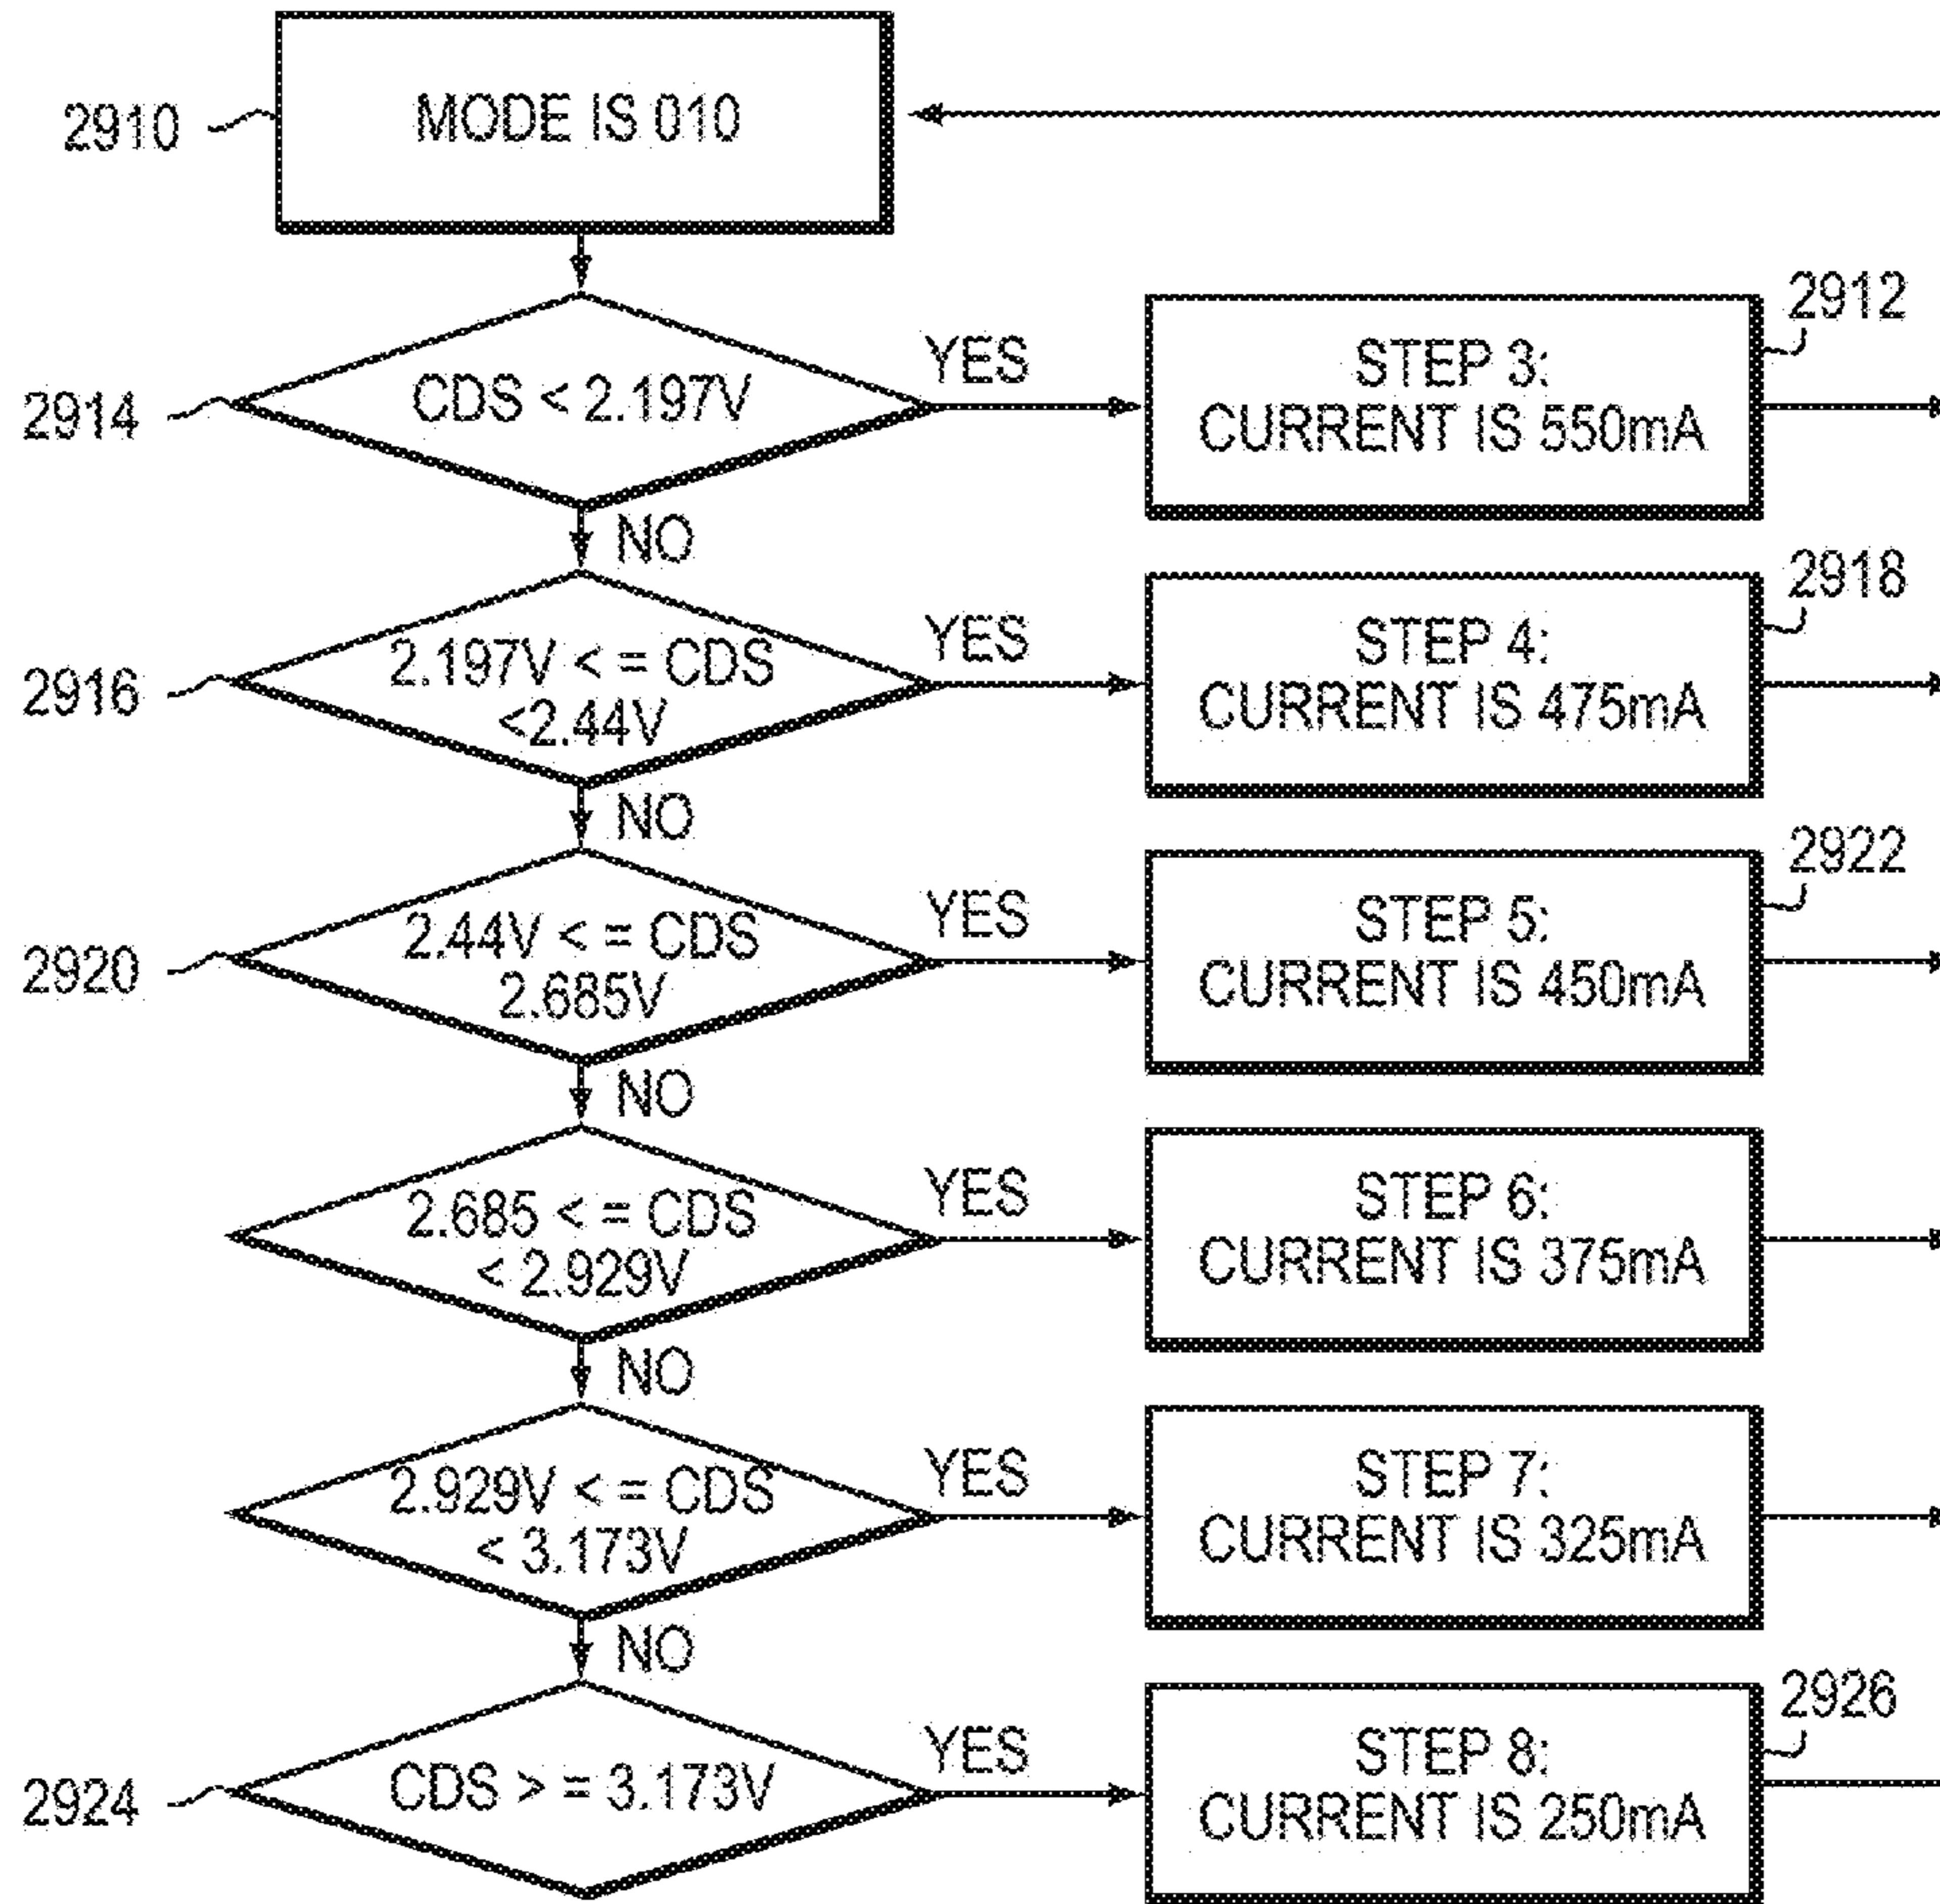 2910
MODE IS 010
2914
CDS < 2.197V
YES
STEP 3:
CURRENT IS 550mA
2912
NO
2916
2.197V < = CDS
<2.44V
YES
STEP 4:
CURRENT IS 475mA
2918
NO
2920
2.44V < = CDS
2.685V
YES
STEP 5:
CURRENT IS 450mA
2922
NO
2.685 < = CDS
< 2.929V
YES
STEP 6:
CURRENT IS 375mA
NO
2.929V < = CDS
< 3.173V
YES
STEP 7:
CURRENT IS 325mA
NO
2924
CDS > = 3.173V
YES
STEP 8:
CURRENT IS 250mA
2926